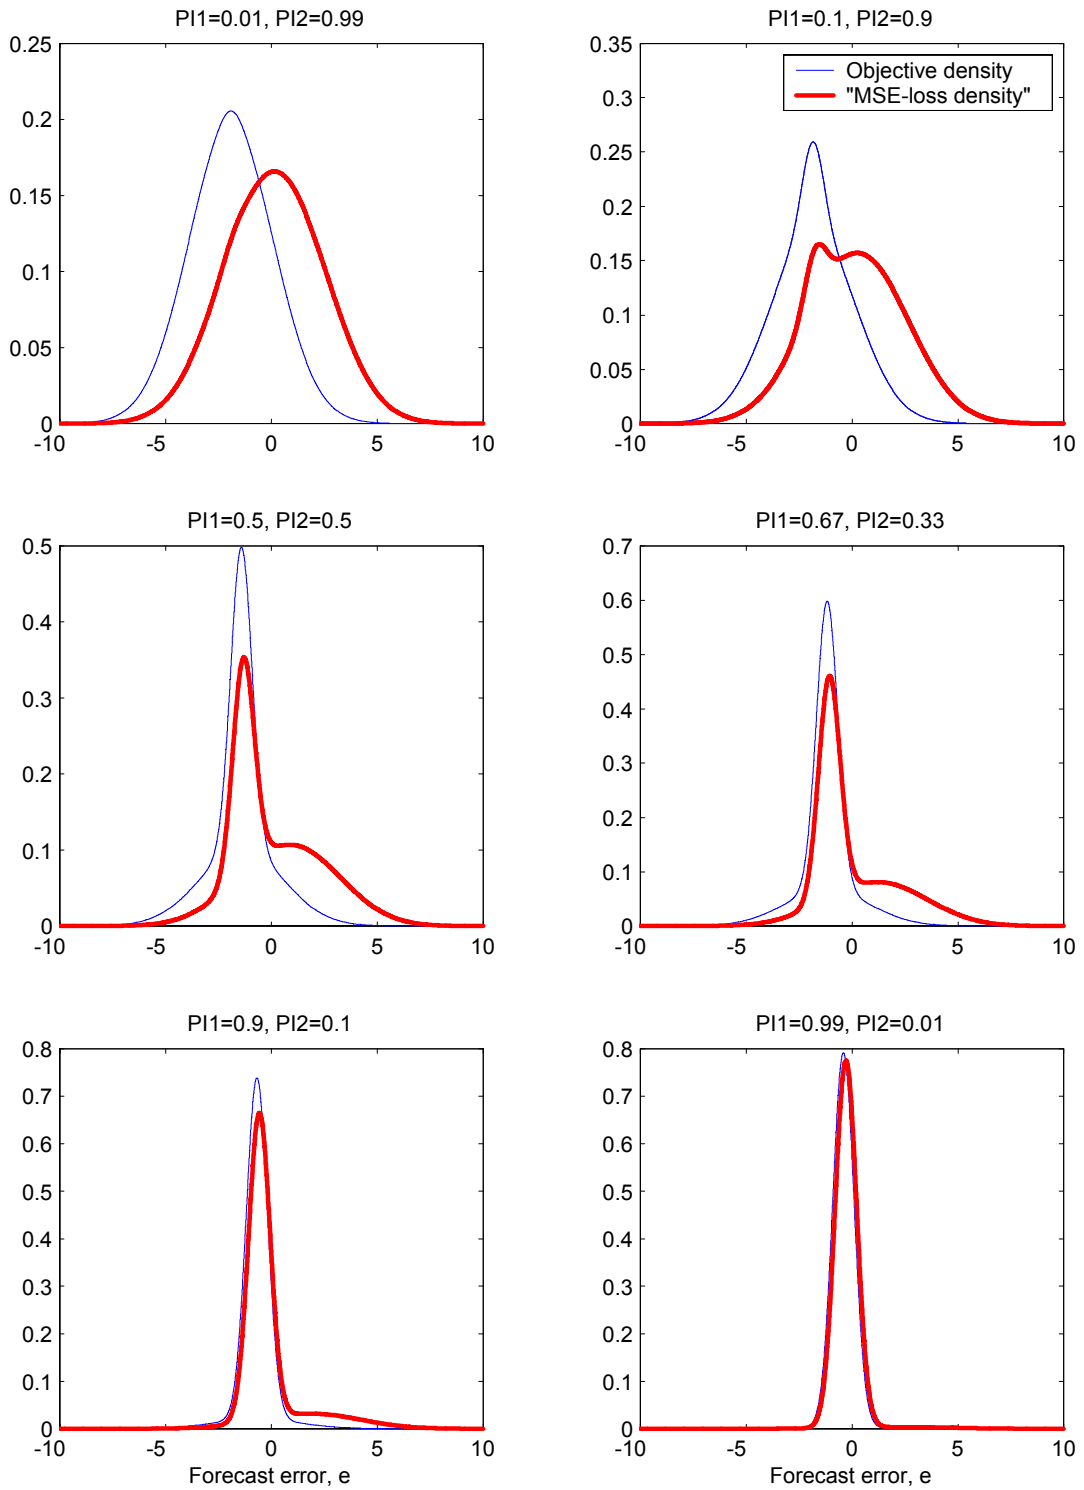 PI1=0.01, PI2=0.99
0.25
0.2
0.15
0.1
0.05
0
-10 -5 0 5 10
PI1=0.1, PI2=0.9
0.35
0.3
0.25
0.2
0.15
0.1
0.05
0
-10 -5 0 5 10
Objective density
"MSE-loss density"
PI1=0.5, PI2=0.5
0.5
0.4
0.3
0.2
0.1
0
-10 -5 0 5 10
PI1=0.67, PI2=0.33
0.7
0.6
0.5
0.4
0.3
0.2
0.1
0
-10 -5 0 5 10
PI1=0.9, PI2=0.1
0.8
0.7
0.6
0.5
0.4
0.3
0.2
0.1
0
-10 -5 0 5 10
Forecast error, e
PI1=0.99, PI2=0.01
0.8
0.7
0.6
0.5
0.4
0.3
0.2
0.1
0
-10 -5 0 5 10
Forecast error, e